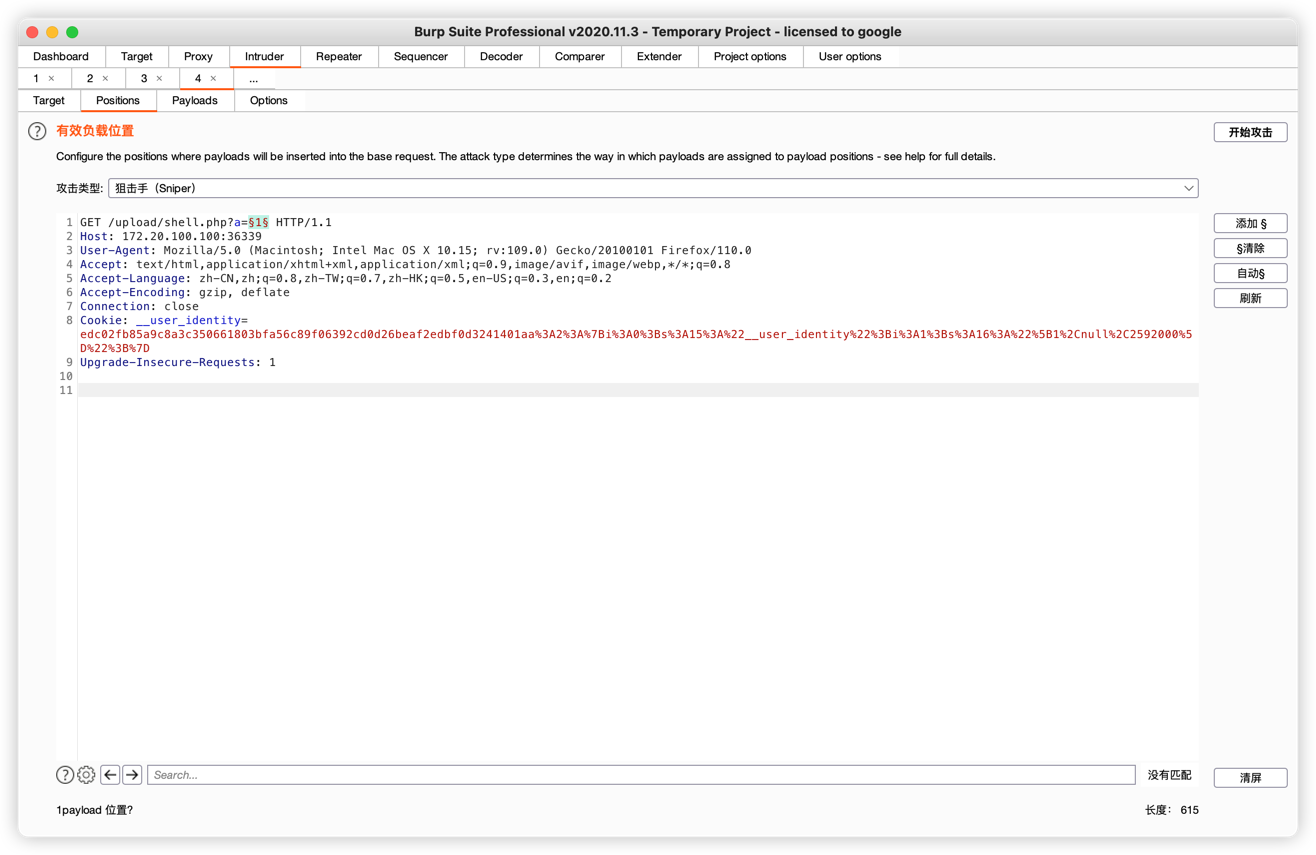 Burp Suite Professional v2020.11.3 - Temporary Project - licensed to google
Dashboard Target Proxy Intruder Repeater Sequencer Decoder Comparer Extender Project options User options
1 × 2 × 3 × 4 × ...
Target Positions Payloads Options
? 有效负载位置 开始攻击
Configure the positions where payloads will be inserted into the base request. The attack type determines the way in which payloads are assigned to payload positions - see help for full details.
攻击类型: 狙击手（Sniper）
1 GET /upload/shell.php?a=§1§ HTTP/1.1
2 Host: 172.20.100.100:36339
3 User-Agent: Mozilla/5.0 (Macintosh; Intel Mac OS X 10.15; rv:109.0) Gecko/20100101 Firefox/110.0
4 Accept: text/html,application/xhtml+xml,application/xml;q=0.9,image/avif,image/webp,*/*;q=0.8
5 Accept-Language: zh-CN,zh;q=0.8,zh-TW;q=0.7,zh-HK;q=0.5,en-US;q=0.3,en;q=0.2
6 Accept-Encoding: gzip, deflate
7 Connection: close
8 Cookie: __user_identity=
edc02fb85a9c8a3c350661803bfa56c89f06392cd0d26beaf2edbf0d3241401aa%3A2%3A%7Bi%3A0%3Bs%3A15%3A%22__user_identity%22%3Bi%3A1%3Bs%3A16%3A%22%5B1%2Cnull%2C2592000%5
D%22%3B%7D
9 Upgrade-Insecure-Requests: 1
10
11
添加 §
§清除
自动§
刷新
? Search... 没有匹配 清屏
1payload 位置? 长度： 615